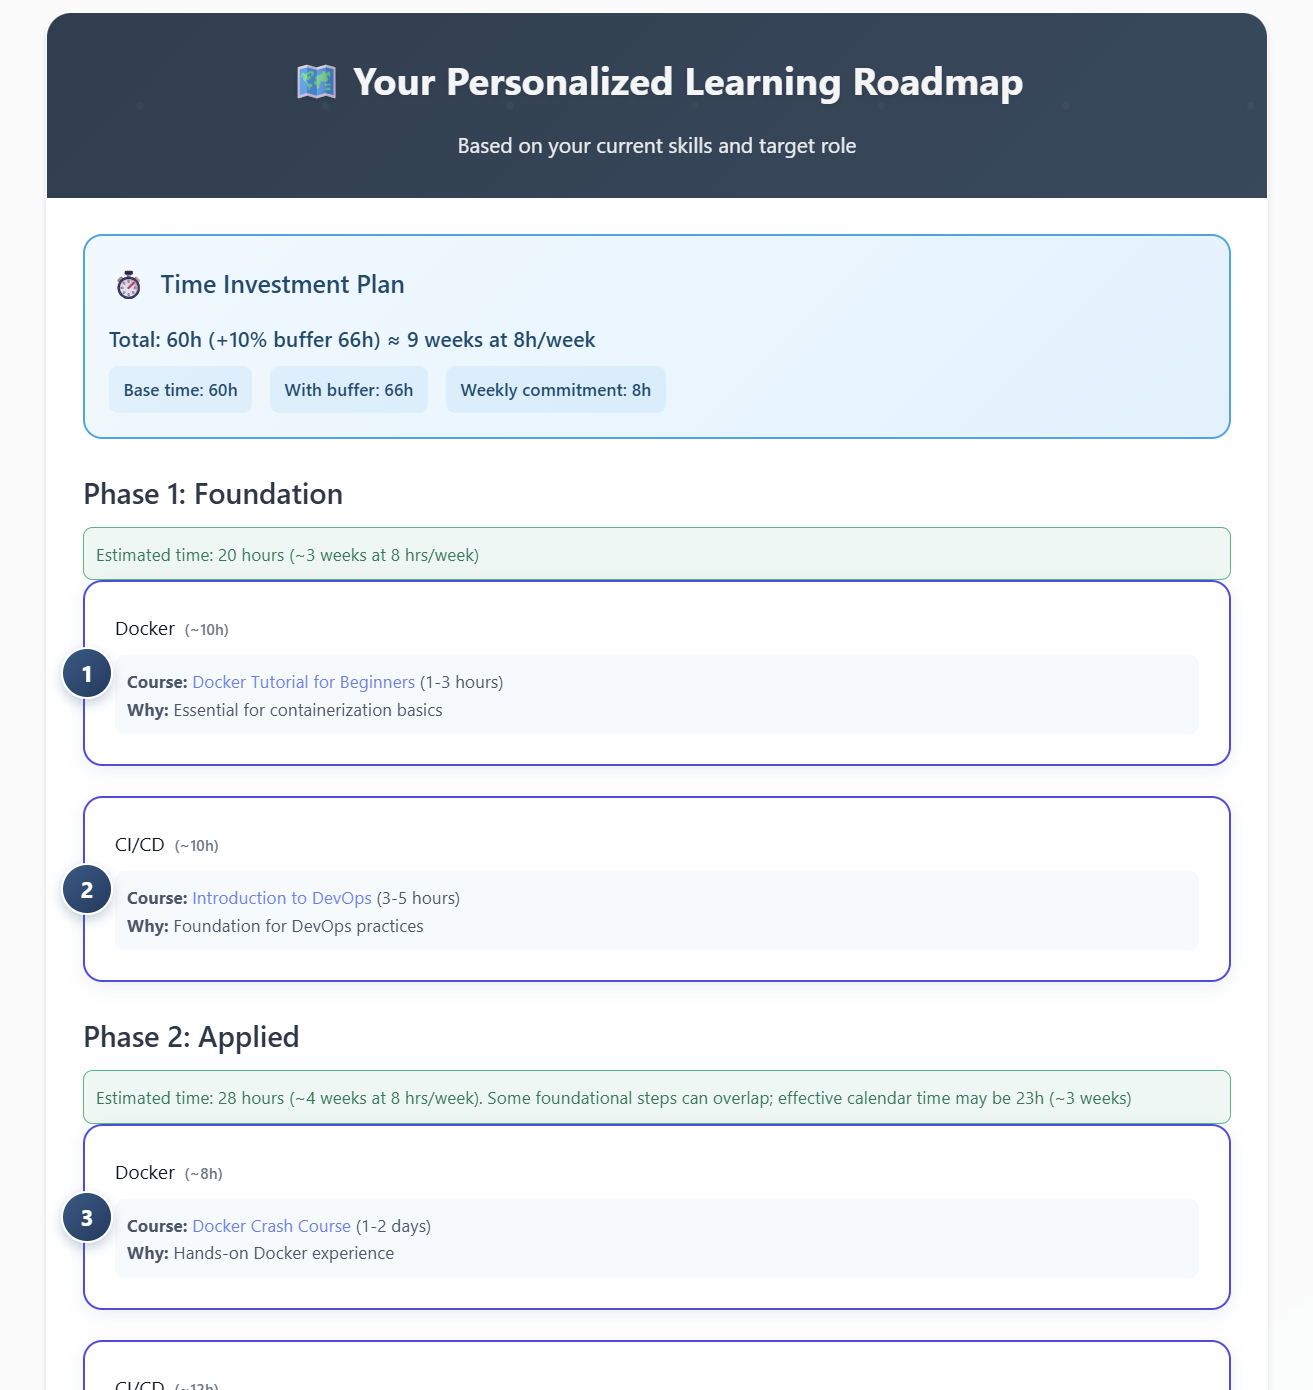 Your Personalized Learning Roadmap
Based on your current skills and target role
Time Investment Plan
Total: 60h (+10% buffer 66h) ≈ 9 weeks at 8h/week
Base time: 60h
With buffer: 66h
Weekly commitment: 8h
Phase 1: Foundation
Estimated time: 20 hours (~3 weeks at 8 hrs/week)
Docker (~10h)
1
Course: Docker Tutorial for Beginners (1-3 hours)
Why: Essential for containerization basics
CI/CD (~10h)
2
Course: Introduction to DevOps (3-5 hours)
Why: Foundation for DevOps practices
Phase 2: Applied
Estimated time: 28 hours (~4 weeks at 8 hrs/week). Some foundational steps can overlap; effective calendar time may be 23h (~3 weeks)
Docker (~8h)
3
Course: Docker Crash Course (1-2 days)
Why: Hands-on Docker experience
CI/CD (~12h)